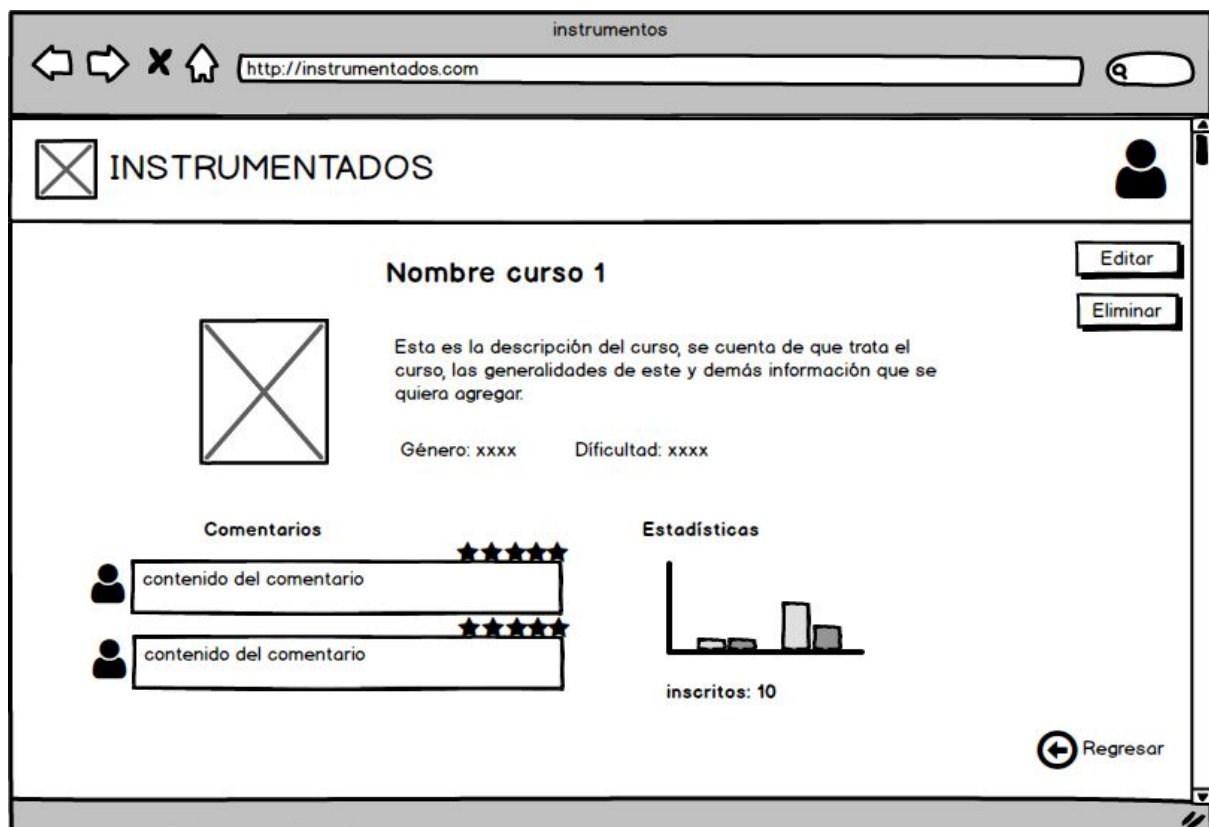 instrumentos
http://instrumentados.com
INSTRUMENTADOS
Nombre curso 1
Editar
Eliminar
Esta es la descripción del curso, se cuenta de que trata el
curso, las generalidades de este y demás información que se
quiera agregar.
Género: xxxx
Díficultad: xxxx
Comentarios
contenido del comentario
contenido del comentario
Estadísticas
inscritos: 10
Regresar